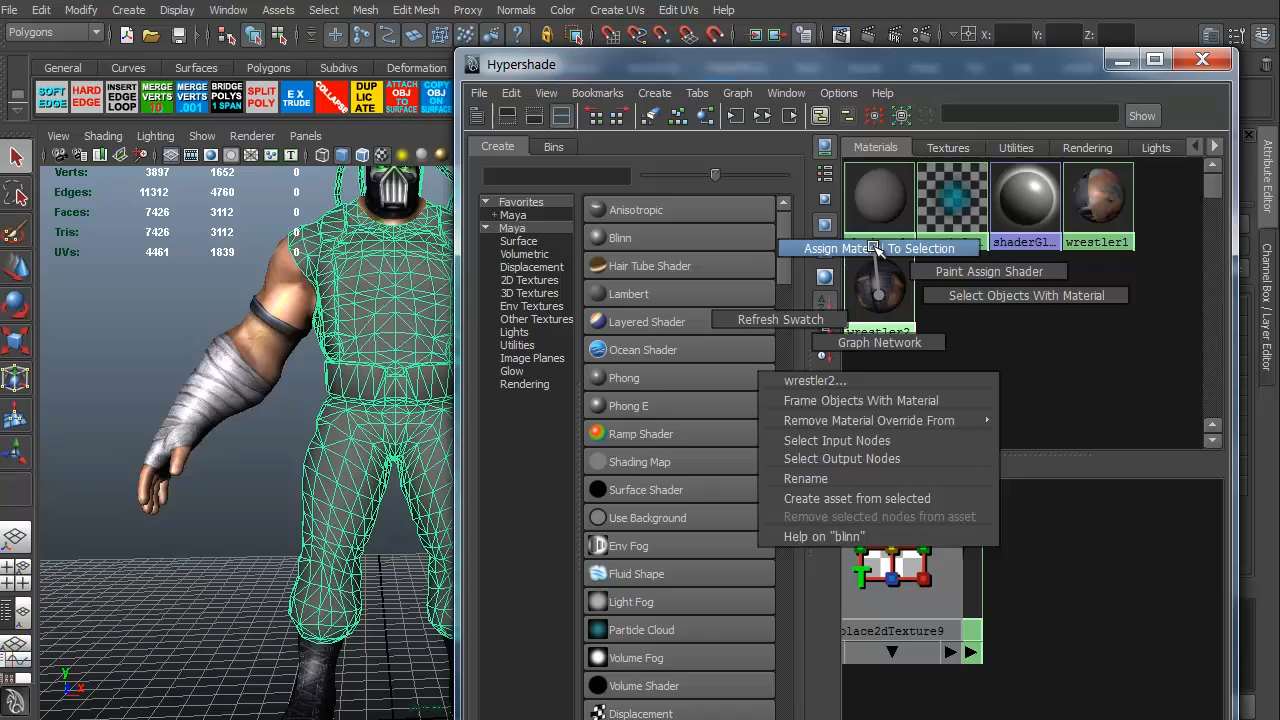 File Edit Modify Create Display Window Assets Select Mesh Edit Mesh Proxy Normals Color Create UVs Edit UVs Help
Polygons
X: Y: Z:
Hypershade
General Curves Surfaces Polygons Subdivs Deformation
SOFT EDGE
HARD EDGE
INSERT EDGE LOOP
MERGE VERTS 10
MERGE VERTS .001
BRIDGE POLYS 1 SPAN
SPLIT POLY
EX TRUDE
COLLAPSE
DUP LIC ATE
ATTACH OBJ TO SURFACE
COPY OBJ ON SURFACE
File Edit View Bookmarks Create Tabs Graph Window Options Help
Show
View Shading Lighting Show Renderer Panels
Verts: 3897 1652 0
Edges: 11312 4760 0
Faces: 7426 3112 0
Tris: 7426 3112 0
UVs: 4461 1839 0
Create Bins
Favorites
+ Maya
Maya
Surface
Volumetric
Displacement
2D Textures
3D Textures
Env Textures
Other Textures
Lights
Utilities
Image Planes
Glow
Rendering
Anisotropic
Blinn
Hair Tube Shader
Lambert
Layered Shader
Ocean Shader
Phong
Phong E
Ramp Shader
Shading Map
Surface Shader
Use Background
Env Fog
Fluid Shape
Light Fog
Particle Cloud
Volume Fog
Volume Shader
Displacement
Materials Textures Utilities Rendering Lights
shaderGl...
wrestler1
wrestler2
Assign Mate To Selection
Paint Assign Shader
Select Objects With Material
Refresh Swatch
Graph Network
wrestler2...
Frame Objects With Material
Remove Material Override From
Select Input Nodes
Select Output Nodes
Rename
Create asset from selected
Remove selected nodes from asset
Help on "blinn"
place2dTexture9
Attribute Editor
Channel Box / Layer Editor
y
x